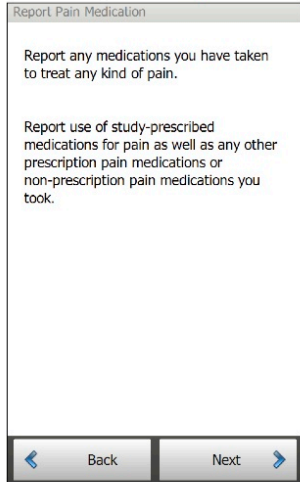 Report Pain Medication
Report any medications you have taken
to treat any kind of pain.
Report use of study-prescribed
medications for pain as well as any other
prescription pain medications or
non-prescription pain medications you
took.
Back
Next